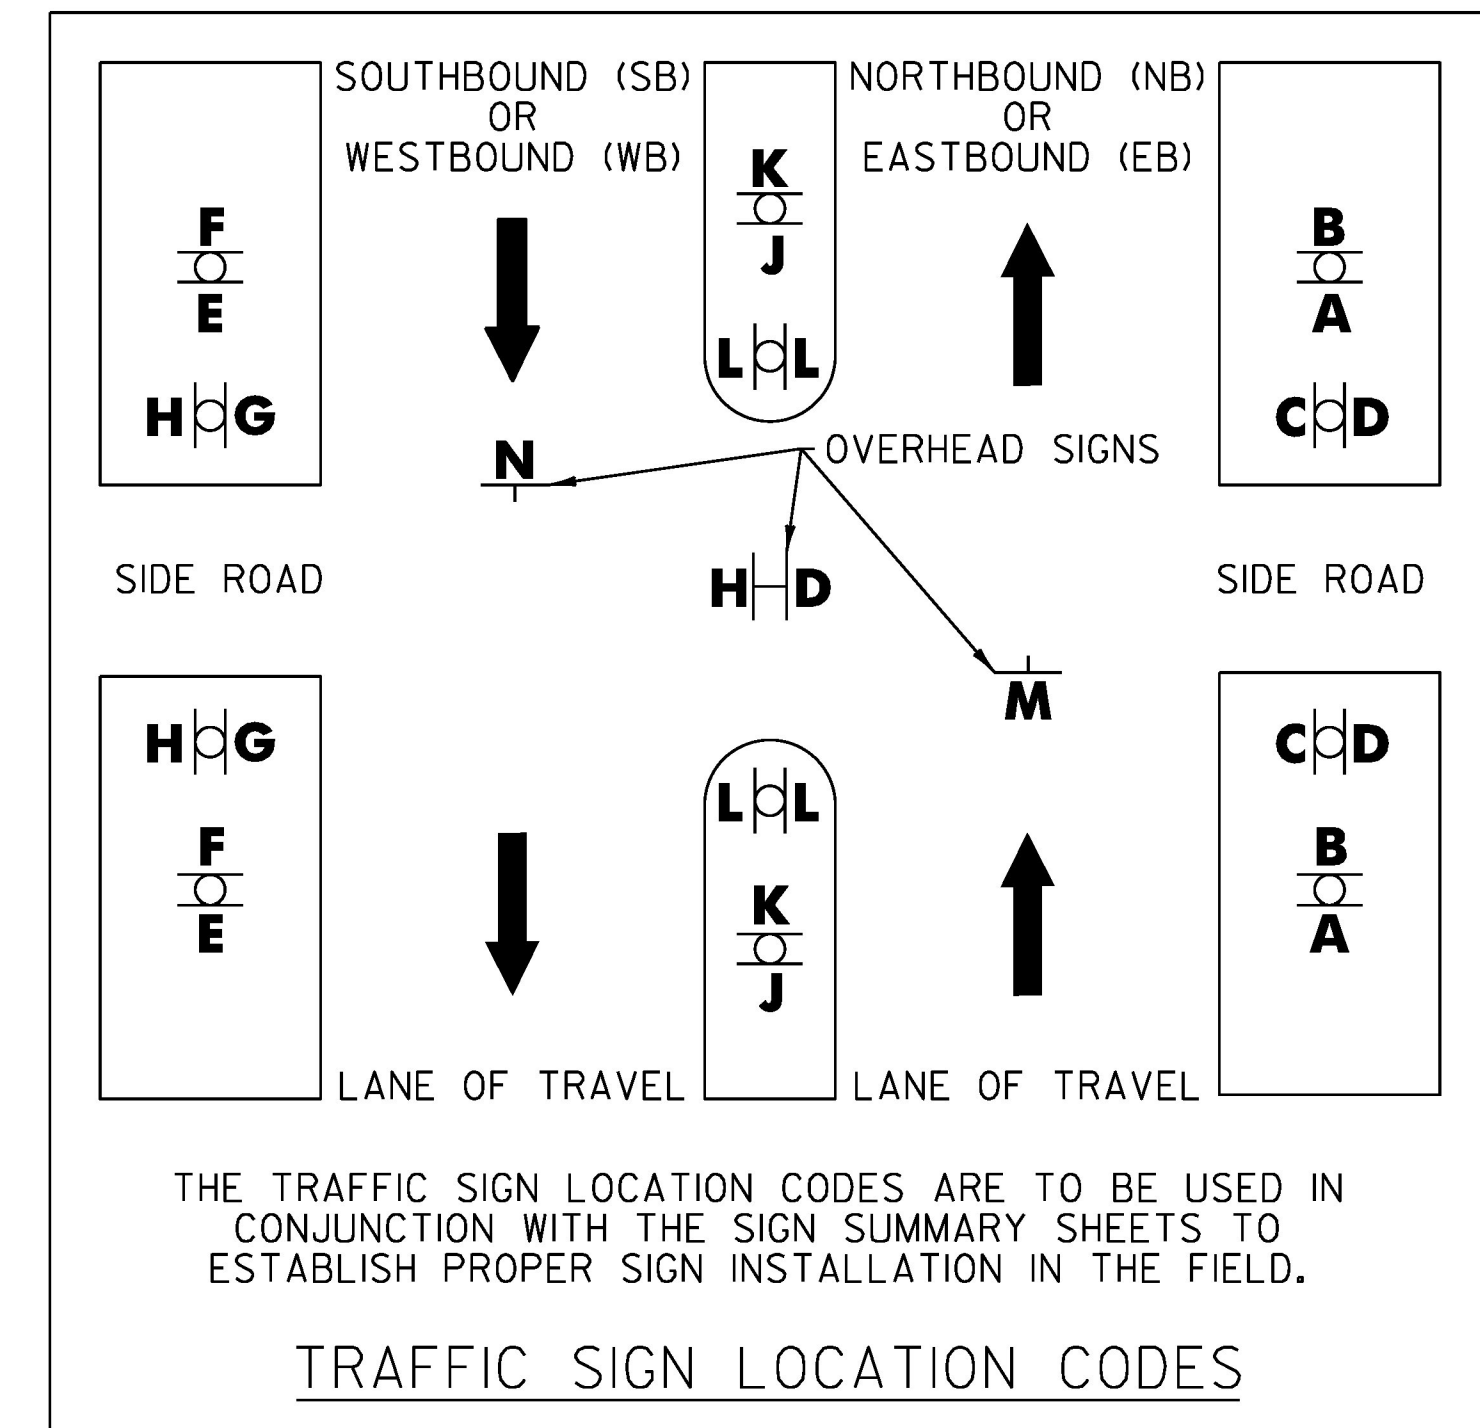 SOUTHBOUND (SB)
OR
WESTBOUND (WB)
NORTHBOUND (NB)
OR
EASTBOUND (EB)
K
J
F
E
B
A
L L
H G
C D
N
OVERHEAD SIGNS
SIDE ROAD
H D
SIDE ROAD
M
H G
C D
L L
F
E
K
J
B
A
LANE OF TRAVEL
LANE OF TRAVEL
THE TRAFFIC SIGN LOCATION CODES ARE TO BE USED IN
CONJUNCTION WITH THE SIGN SUMMARY SHEETS TO
ESTABLISH PROPER SIGN INSTALLATION IN THE FIELD.
TRAFFIC SIGN LOCATION CODES